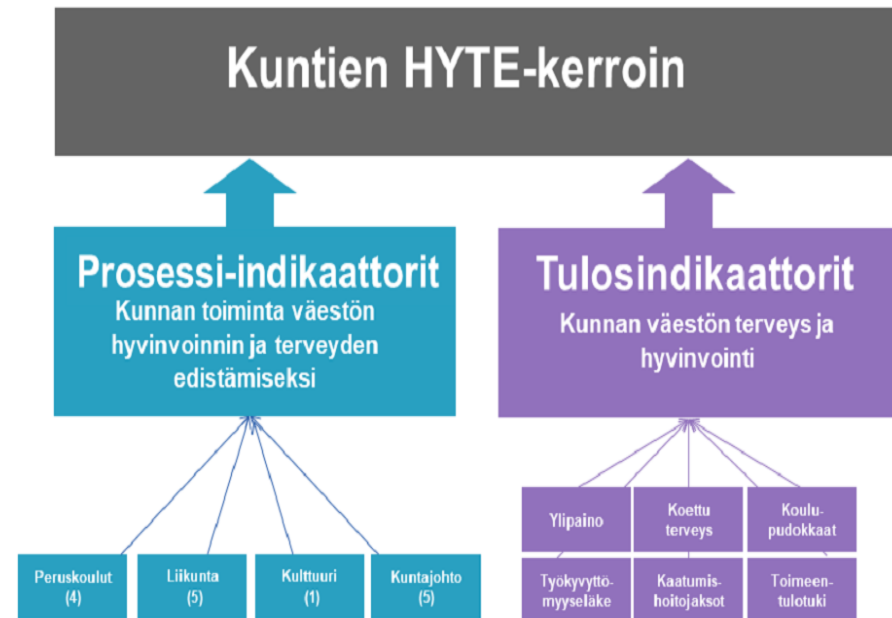 Kuntien HYTE-kerroin
Prosessi-indikaattorit
Kunnan toiminta väestön
hyvinvoinnin ja terveyden
edistämiseksi
Tulosindikaattorit
Kunnan väestön terveys ja
hyvinvointi
Peruskoulut
(4)
Liikunta
(5)
Kulttuuri
(1)
Kuntajohto
(5)
Ylipaino
Koettu
terveys
Koulu-
pudokkaat
Työkyvyttö-
myyseläke
Kaatumis-
hoitojaksot
Toimeen-
tulotuki